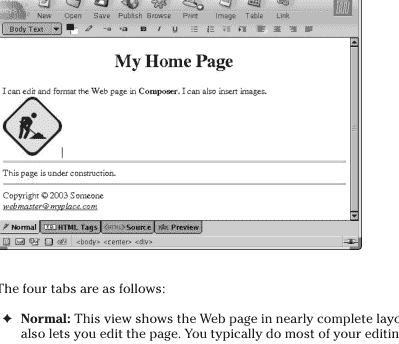 New Open Save Publish Browse Print Image Table Link
Body Text B I U
My Home Page
I can edit and format the Web page in Composer. I can also insert images.
This page is under construction.
Copyright © 2003 Someone
webmaster@myplace.com
Normal HTML Tags <HTML> Source Preview
<body> <center> <div>
The four tabs are as follows:
Normal: This view shows the Web page in nearly complete
also lets you edit the page. You typically do most of your